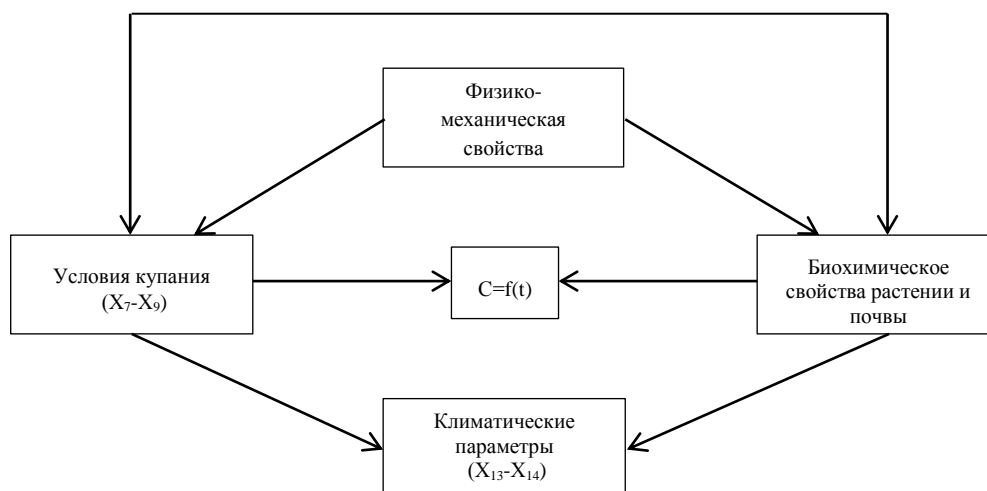 Физико-
механическая
свойства
Условия купания
(X₇-X₉)
C=f(t)
Биохимическое
свойства растении и
почвы
Климатические
параметры
(X₁₃-X₁₄)